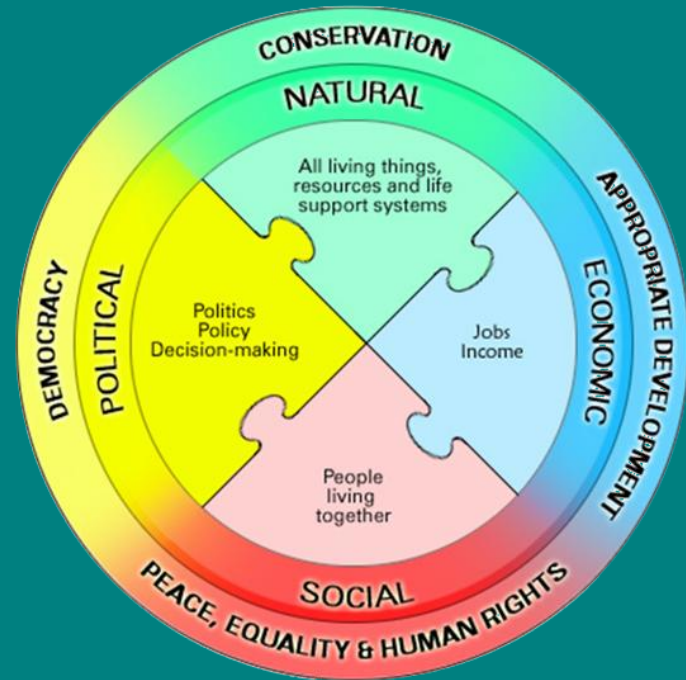 CONSERVATION
NATURAL
All living things,
resources and life
support systems
APPROPRIATE DEVELOPMENT
ECONOMIC
Jobs
Income
DEMOCRACY
POLITICAL
Politics
Policy
Decision-making
People
living
together
SOCIAL
PEACE, EQUALITY & HUMAN RIGHTS